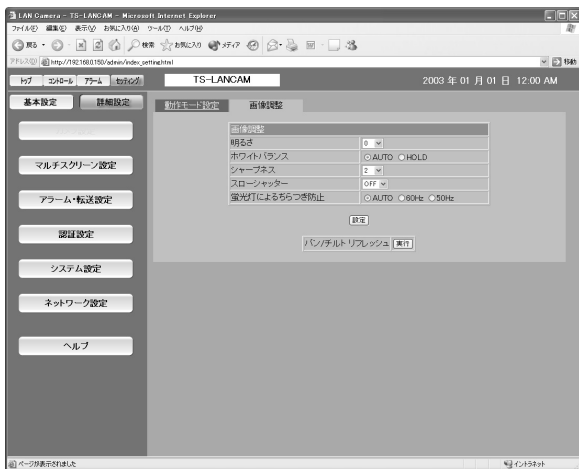 LAN Camera - TS-LANCAM - Microsoft Internet Explorer
ファイル(F) 編集(E) 表示(V) お気に入り(A) ツール(T) ヘルプ(H)
戻る 検索 お気に入り メディア
アドレス(D) http://192.168.0.150/admin/index_setting.html 移動
トップ コントロール アラーム セッティング TS-LANCAM 2003 年 01 月 01 日 12:00 AM
基本設定 詳細設定 動作モード設定 画像調整
画像調整
明るさ 0
ホワイトバランス AUTO HOLD
シャープネス 2
スローシャッター OFF
蛍光灯によるちらつき防止 AUTO 60Hz 50Hz
設定
パン/チルト リフレッシュ 実行
マルチスクリーン設定
アラーム・転送設定
認証設定
システム設定
ネットワーク設定
ヘルプ
ページが表示されました イントラネット